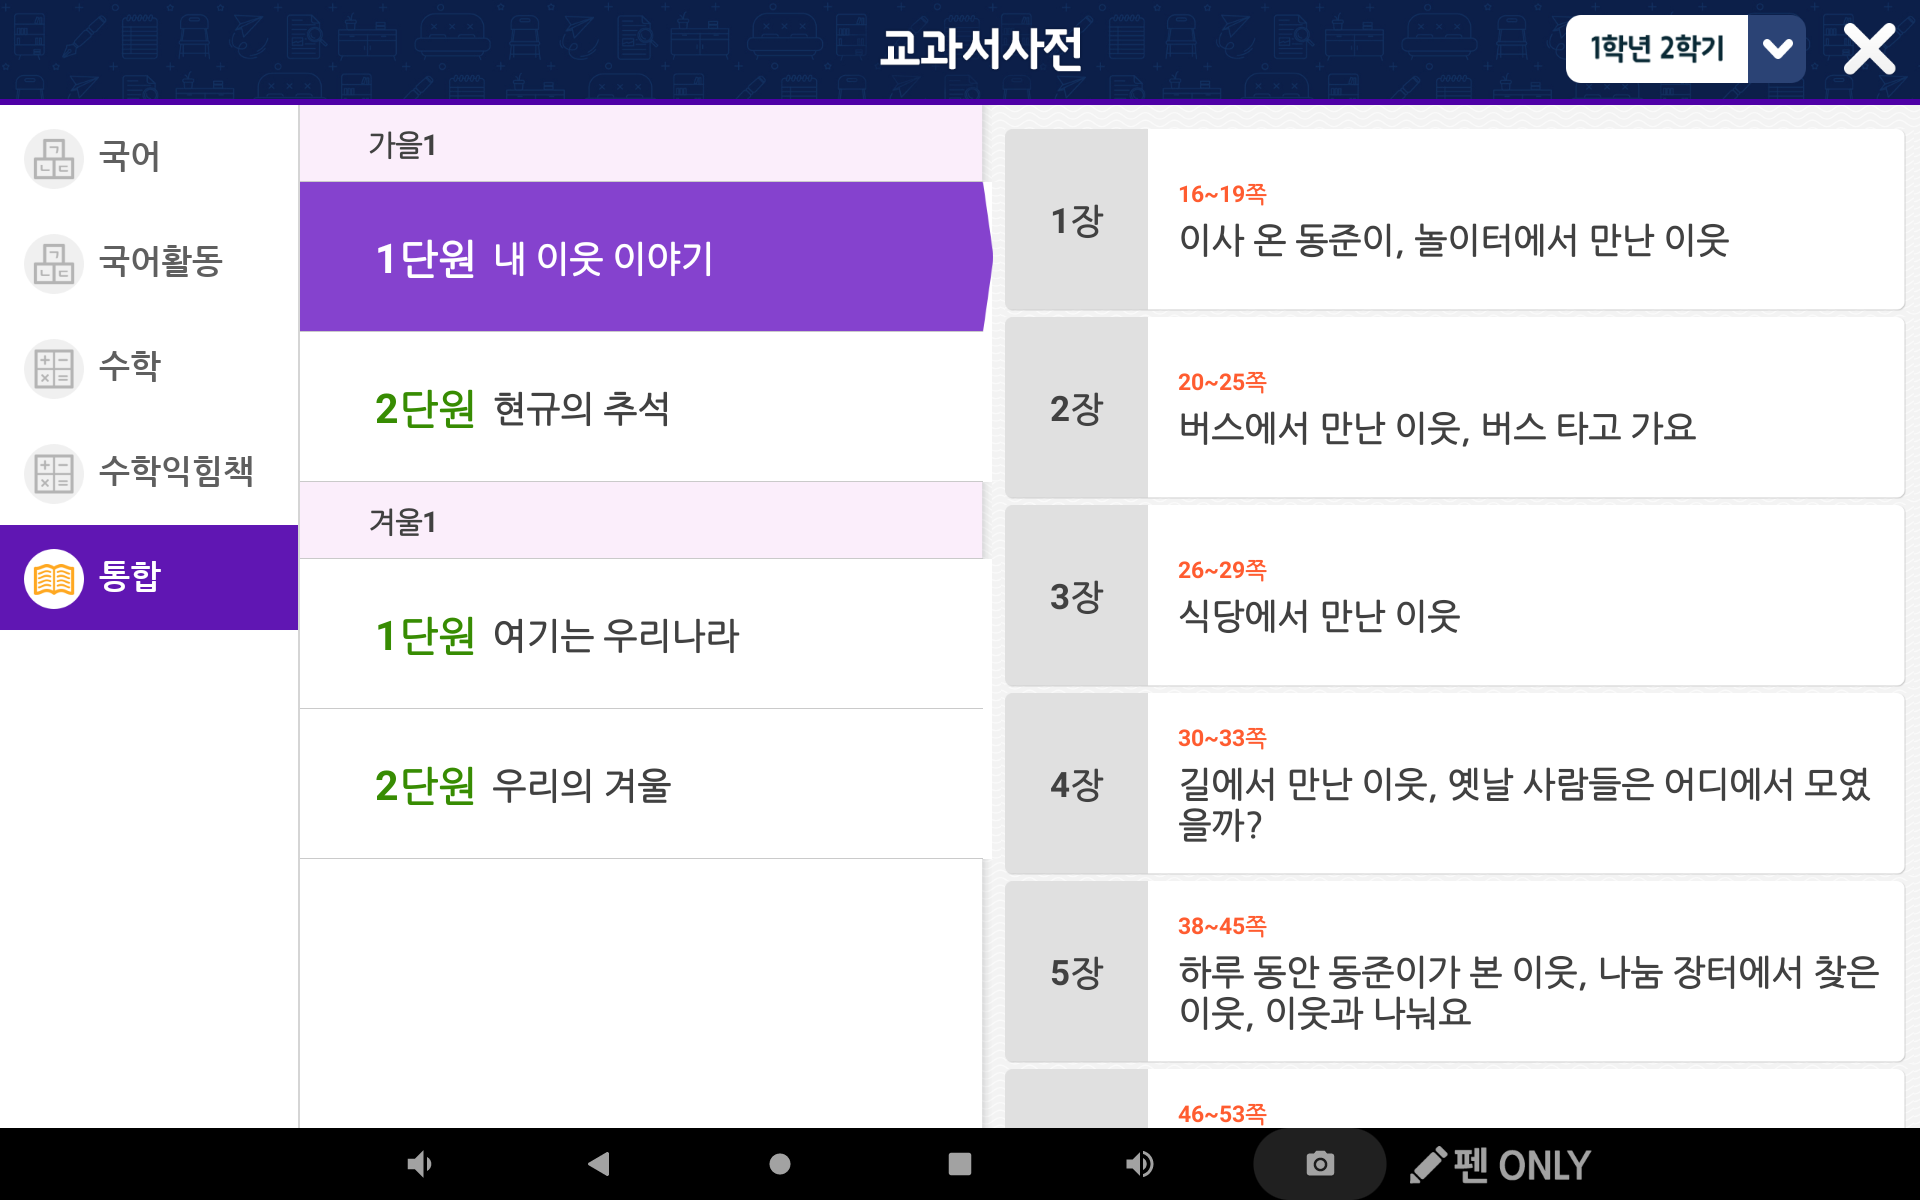 교과서사전
1학년 2학기
국어
국어활동
수학
수학익힘책
통합
가을1
1단원 내 이웃 이야기
2단원 현규의 추석
겨울1
1단원 여기는 우리나라
2단원 우리의 겨울
1장
16~19쪽
이사 온 동준이, 놀이터에서 만난 이웃
2장
20~25쪽
버스에서 만난 이웃, 버스 타고 가요
3장
26~29쪽
식당에서 만난 이웃
4장
30~33쪽
길에서 만난 이웃, 옛날 사람들은 어디에서 모였
을까?
5장
38~45쪽
하루 동안 동준이가 본 이웃, 나눔 장터에서 찾은
이웃, 이웃과 나눠요
46~53쪽
펜 ONLY